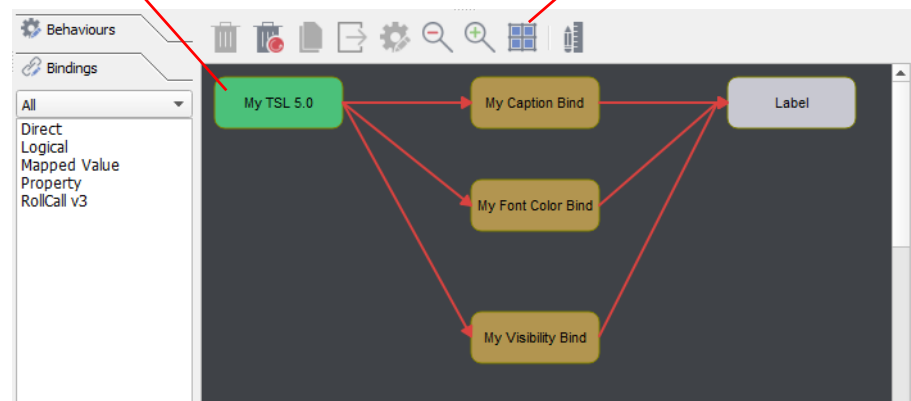 Behaviours
Bindings
All
Direct
Logical
Mapped Value
Property
RollCall v3
My TSL 5.0
My Caption Bind
Label
My Font Color Bind
My Visibility Bind